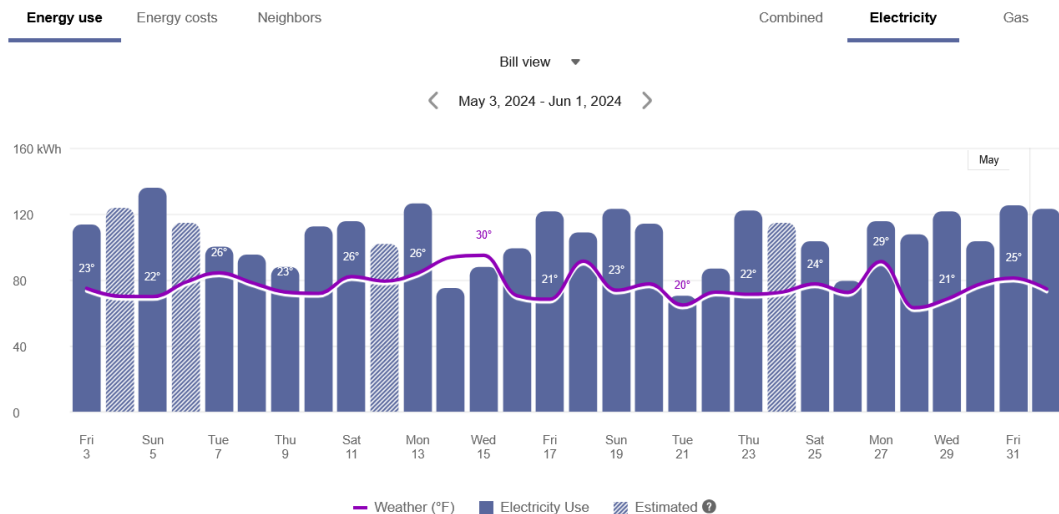 Energy use Energy costs Neighbors Combined Electricity Gas
Bill view
May 3, 2024 - Jun 1, 2024
160 kWh
May
120
80
40
0
23° 22° 26° 23° 26° 26° 30° 21° 23° 20° 22° 24° 29° 21° 25°
Fri Sun Tue Thu Sat Mon Wed Fri Sun Tue Thu Sat Mon Wed Fri
3 5 7 9 11 13 15 17 19 21 23 25 27 29 31
Weather (°F) Electricity Use Estimated ?